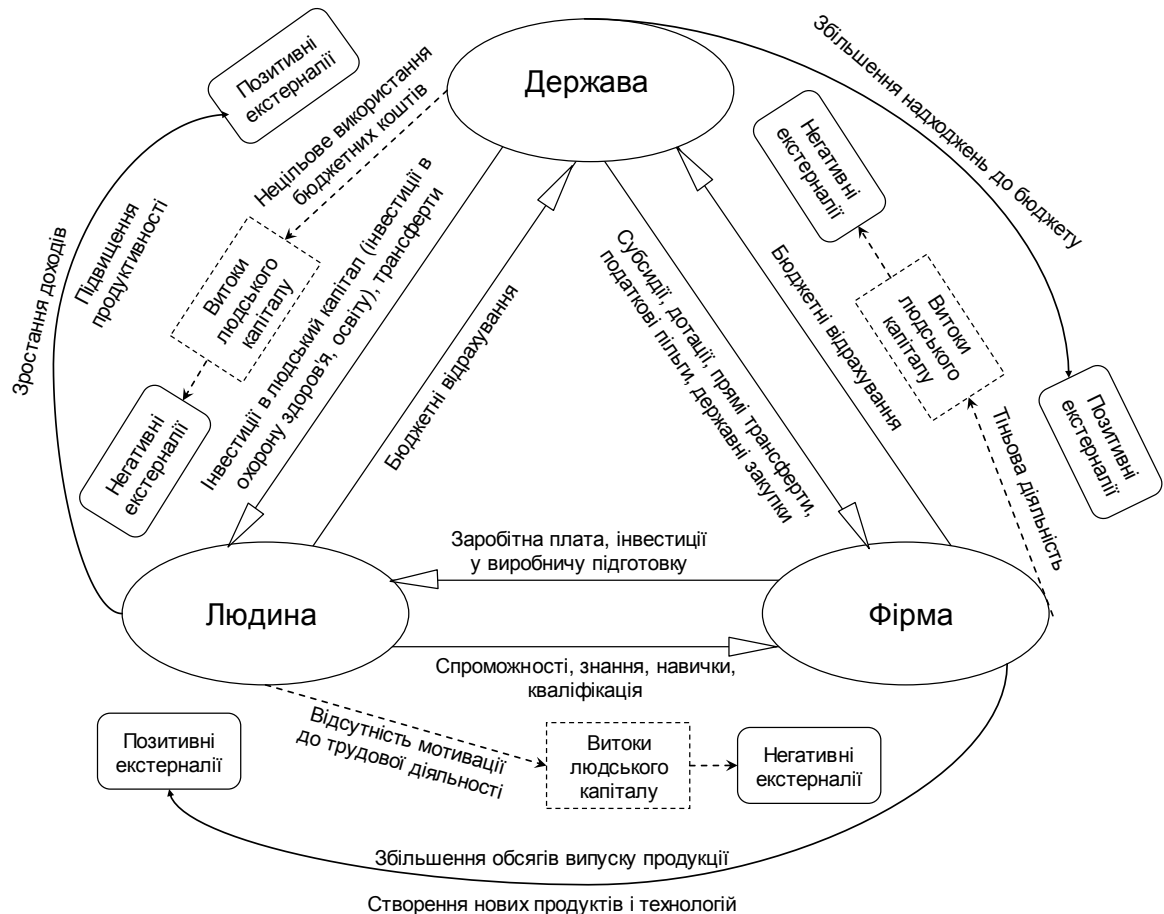 Держава
Позитивні
екстерналії
Нецільове використання
бюджетних коштів
Збільшення надходжень до бюджету
Негативні
екстерналії
Зростання доходів
Підвищення
продуктивності
Витоки
людського
капіталу
Негативні
екстерналії
Інвестиції в людський капітал (інвестиції в
охорону здоров'я, освіту), трансферти
Бюджетні відрахування
Субсидії, дотації, прямі трансферти,
податкові пільги, державні закупки
Бюджетні відрахування
Витоки
людського
капіталу
Позитивні
екстерналії
Тіньова діяльність
Заробітна плата, інвестиції
у виробничу підготовку
Людина
Фірма
Спроможності, знання, навички,
кваліфікація
Відсутність мотивації
до трудової діяльності
Позитивні
екстерналії
Витоки
людського
капіталу
Негативні
екстерналії
Збільшення обсягів випуску продукції
Створення нових продуктів і технологій